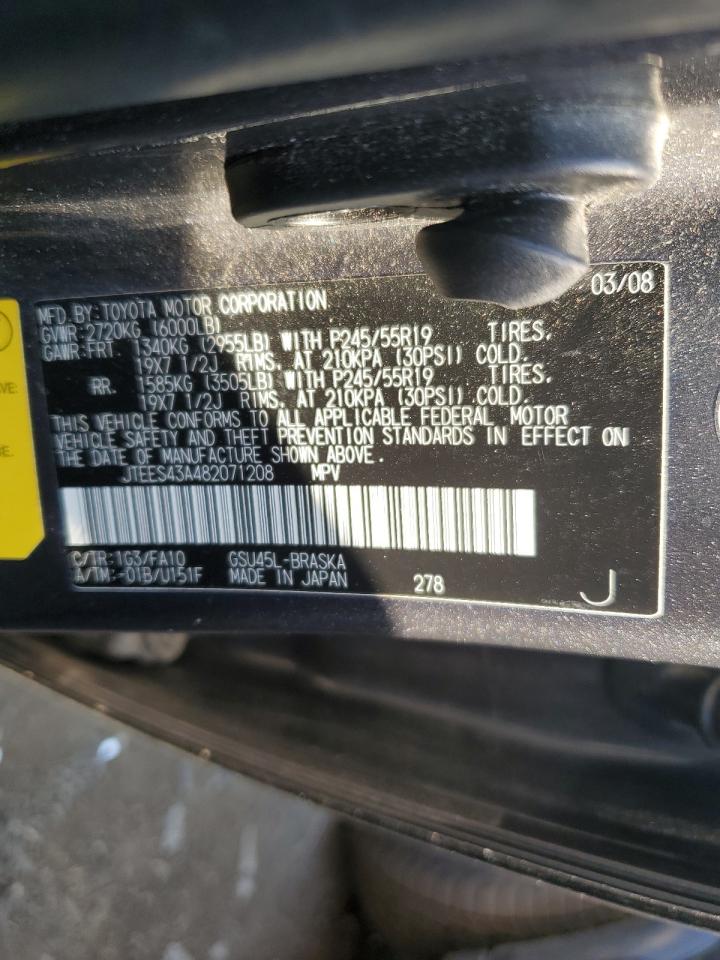 03/08
MFD. BY: TOYOTA MOTOR CORPORATION
GVWR: 2720KG (6000LB)
GAWR: FRT. 1340KG (2955LB) WITH P245/55R19 TIRES,
19X7 1/2J RIMS, AT 210KPA (30PSI) COLD.
RR. 1585KG (3505LB) WITH P245/55R19 TIRES,
19X7 1/2J RIMS, AT 210KPA (30PSI) COLD.
THIS VEHICLE CONFORMS TO ALL APPLICABLE FEDERAL MOTOR
VEHICLE SAFETY AND THEFT PREVENTION STANDARDS IN EFFECT ON
THE DATE OF MANUFACTURE SHOWN ABOVE.
JTEES43A482071208 MPV
C/TR: 1G3/FA10 GSU45L-BRASKA
A/TM: -01B/U151F MADE IN JAPAN 278 J